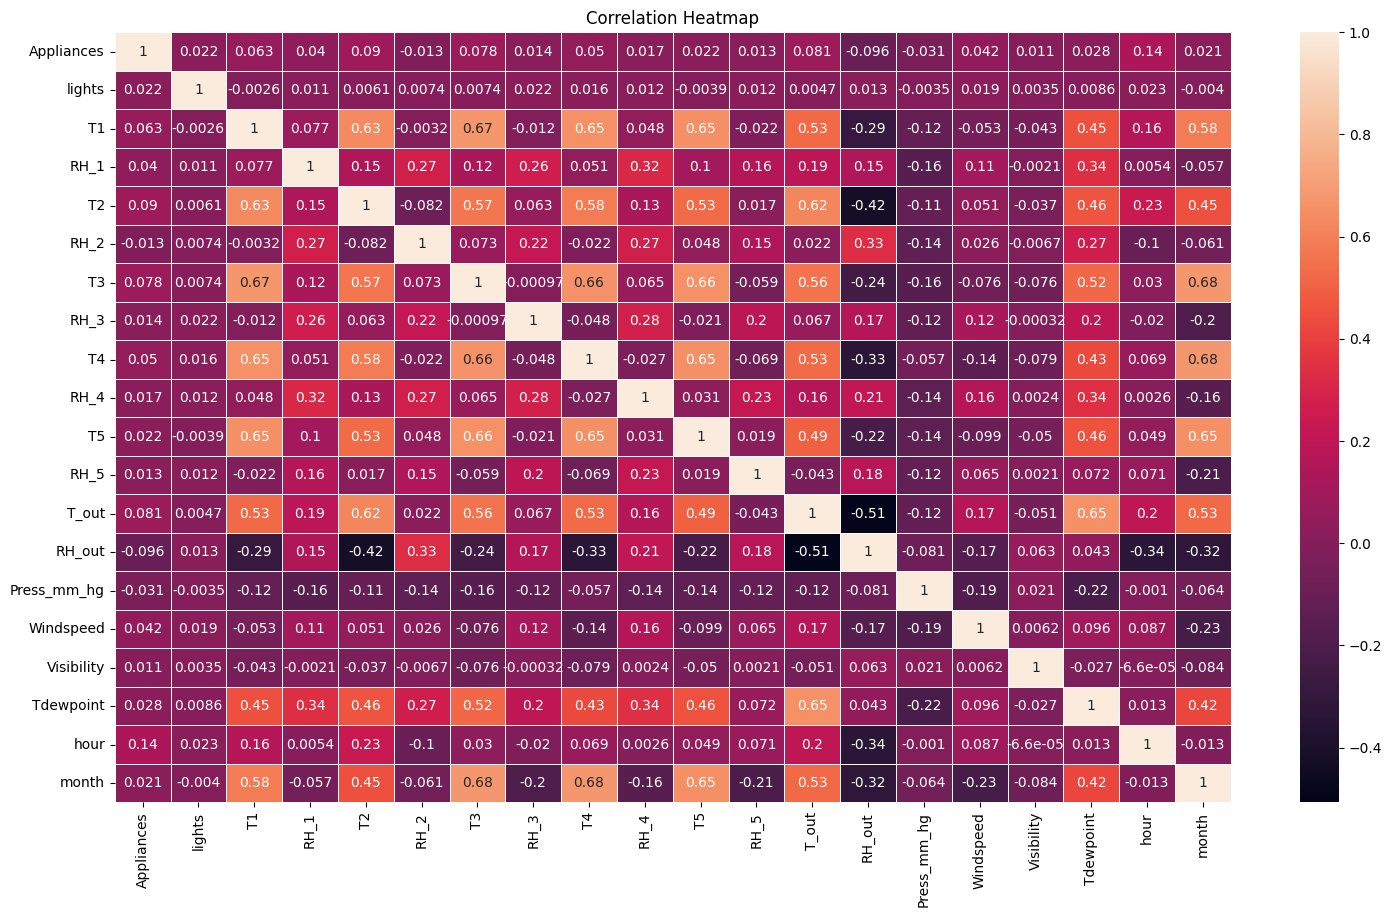 Correlation Heatmap
Appliances 1 0.022 0.063 0.04 0.09 -0.013 0.078 0.014 0.05 0.017 0.022 0.013 0.081 -0.096 -0.031 0.042 0.011 0.028 0.14 0.021
lights 0.022 1 -0.0026 0.011 0.0061 0.0074 0.0074 0.022 0.016 0.012 -0.0039 0.012 0.0047 0.013 -0.0035 0.019 0.0035 0.0086 0.023 -0.004
T1 0.063 -0.0026 1 0.077 0.63 -0.0032 0.67 -0.012 0.65 0.048 0.65 -0.022 0.53 -0.29 -0.12 -0.053 -0.043 0.45 0.16 0.58
RH_1 0.04 0.011 0.077 1 0.15 0.27 0.12 0.26 0.051 0.32 0.1 0.16 0.19 0.15 -0.16 0.11 -0.0021 0.34 0.0054 -0.057
T2 0.09 0.0061 0.63 0.15 1 -0.082 0.57 0.063 0.58 0.13 0.53 0.017 0.62 -0.42 -0.11 0.051 -0.037 0.46 0.23 0.45
RH_2 -0.013 0.0074 -0.0032 0.27 -0.082 1 0.073 0.22 -0.022 0.27 0.048 0.15 0.022 0.33 -0.14 0.026 -0.0067 0.27 -0.1 -0.061
T3 0.078 0.0074 0.67 0.12 0.57 0.073 1 -0.00097 0.66 0.065 0.66 -0.059 0.56 -0.24 -0.16 -0.076 -0.076 0.52 0.03 0.68
RH_3 0.014 0.022 -0.012 0.26 0.063 0.22 -0.00097 1 -0.048 0.28 -0.021 0.2 0.067 0.17 -0.12 0.12 -0.00032 0.2 -0.02 -0.2
T4 0.05 0.016 0.65 0.051 0.58 -0.022 0.66 -0.048 1 -0.027 0.65 -0.069 0.53 -0.33 -0.057 -0.14 -0.079 0.43 0.069 0.68
RH_4 0.017 0.012 0.048 0.32 0.13 0.27 0.065 0.28 -0.027 1 0.031 0.23 0.16 0.21 -0.14 0.16 0.0024 0.34 0.0026 -0.16
T5 0.022 -0.0039 0.65 0.1 0.53 0.048 0.66 -0.021 0.65 0.031 1 0.019 0.49 -0.22 -0.14 -0.099 -0.05 0.46 0.049 0.65
RH_5 0.013 0.012 -0.022 0.16 0.017 0.15 -0.059 0.2 -0.069 0.23 0.019 1 -0.043 0.18 -0.12 0.065 0.0021 0.072 0.071 -0.21
T_out 0.081 0.0047 0.53 0.19 0.62 0.022 0.56 0.067 0.53 0.16 0.49 -0.043 1 -0.51 -0.12 0.17 -0.051 0.65 0.2 0.53
RH_out -0.096 0.013 -0.29 0.15 -0.42 0.33 -0.24 0.17 -0.33 0.21 -0.22 0.18 -0.51 1 -0.081 -0.17 0.063 0.043 -0.34 -0.32
Press_mm_hg -0.031 -0.0035 -0.12 -0.16 -0.11 -0.14 -0.16 -0.12 -0.057 -0.14 -0.14 -0.12 -0.12 -0.081 1 -0.19 0.021 -0.22 -0.001 -0.064
Windspeed 0.042 0.019 -0.053 0.11 0.051 0.026 -0.076 0.12 -0.14 0.16 -0.099 0.065 0.17 -0.17 -0.19 1 0.0062 0.096 0.087 -0.23
Visibility 0.011 0.0035 -0.043 -0.0021 -0.037 -0.0067 -0.076 -0.00032 -0.079 0.0024 -0.05 0.0021 -0.051 0.063 0.021 0.0062 1 -0.027 -6.6e-05 -0.084
Tdewpoint 0.028 0.0086 0.45 0.34 0.46 0.27 0.52 0.2 0.43 0.34 0.46 0.072 0.65 0.043 -0.22 0.096 -0.027 1 0.013 0.42
hour 0.14 0.023 0.16 0.0054 0.23 -0.1 0.03 -0.02 0.069 0.0026 0.049 0.071 0.2 -0.34 -0.001 0.087 -6.6e-05 0.013 1 -0.013
month 0.021 -0.004 0.58 -0.057 0.45 -0.061 0.68 -0.2 0.68 -0.16 0.65 -0.21 0.53 -0.32 -0.064 -0.23 -0.084 0.42 -0.013 1
Appliances lights T1 RH_1 T2 RH_2 T3 RH_3 T4 RH_4 T5 RH_5 T_out RH_out Press_mm_hg Windspeed Visibility Tdewpoint hour month
1.0
0.8
0.6
0.4
0.2
0.0
−0.2
−0.4